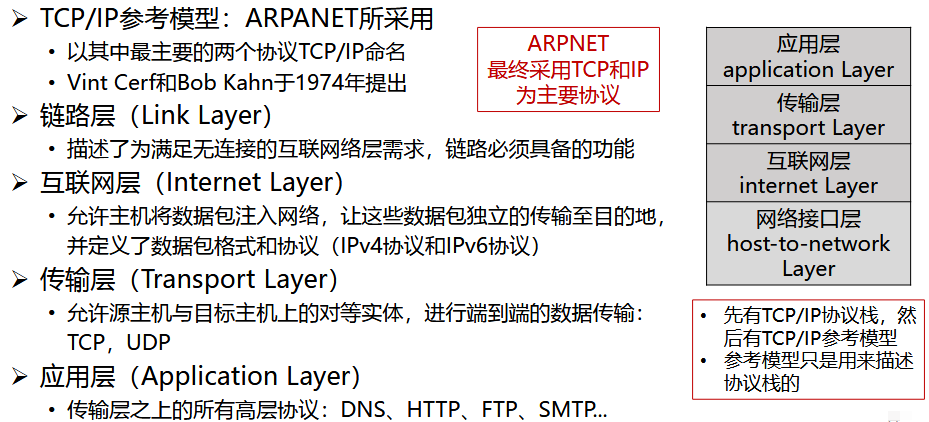 ➢ TCP/IP参考模型：ARPANET所采用
• 以其中最主要的两个协议TCP/IP命名
• Vint Cerf和Bob Kahn于1974年提出
➢ 链路层（Link Layer）
• 描述了为满足无连接的互联网络层需求，链路必须具备的功能
➢ 互联网层（Internet Layer）
• 允许主机将数据包注入网络，让这些数据包独立的传输至目的地，
并定义了数据包格式和协议（IPv4协议和IPv6协议）
➢ 传输层（Transport Layer）
• 允许源主机与目标主机上的对等实体，进行端到端的数据传输：
TCP，UDP
➢ 应用层（Application Layer）
• 传输层之上的所有高层协议：DNS、HTTP、FTP、SMTP...
ARPNET
最终采用TCP和IP
为主要协议
应用层
application Layer
传输层
transport Layer
互联网层
internet Layer
网络接口层
host-to-network
Layer
• 先有TCP/IP协议栈，然
后有TCP/IP参考模型
• 参考模型只是用来描述
协议栈的